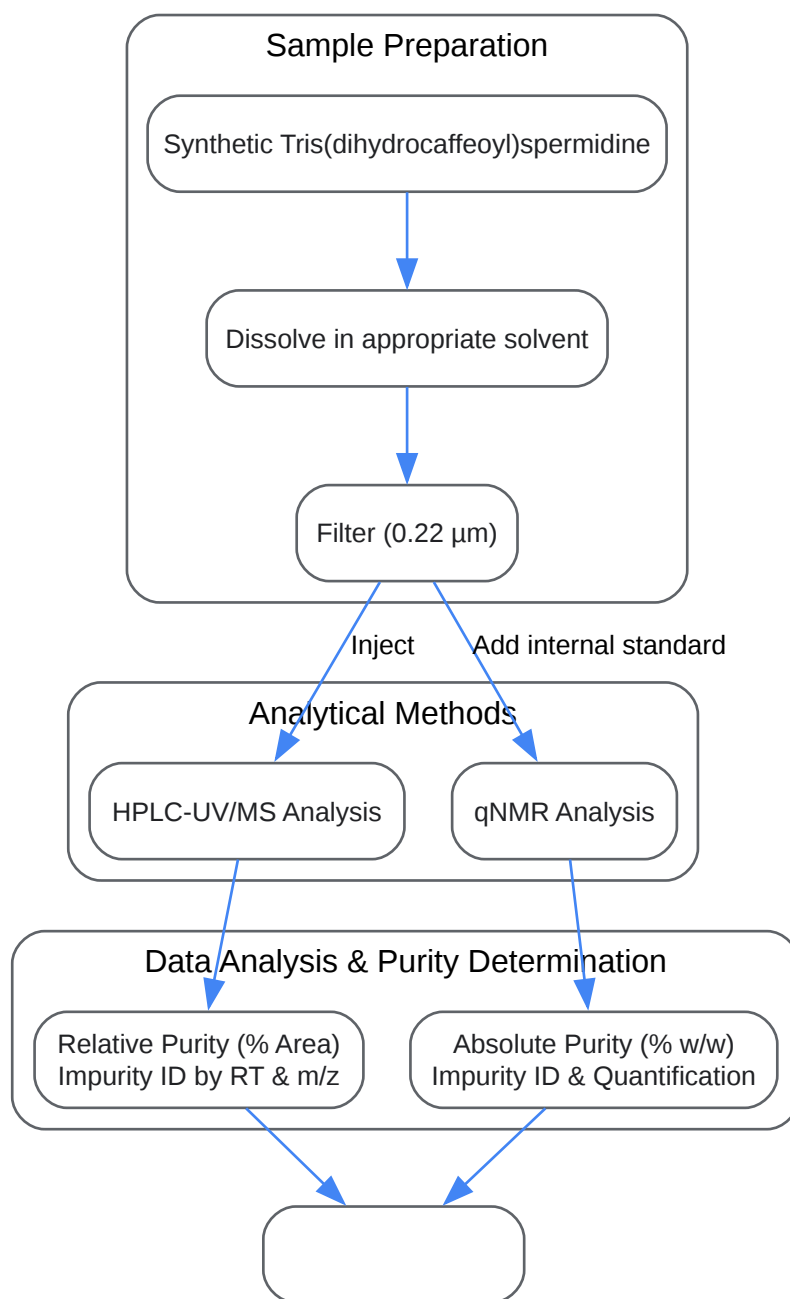 Sample Preparation
Synthetic Tris(dihydrocaffeoyl)spermidine
Dissolve in appropriate solvent
Filter (0.22 µm)
Inject
Add internal standard
Analytical Methods
HPLC-UV/MS Analysis
qNMR Analysis
Data Analysis & Purity Determination
Relative Purity (% Area)
Impurity ID by RT & m/z
Absolute Purity (% w/w)
Impurity ID & Quantification